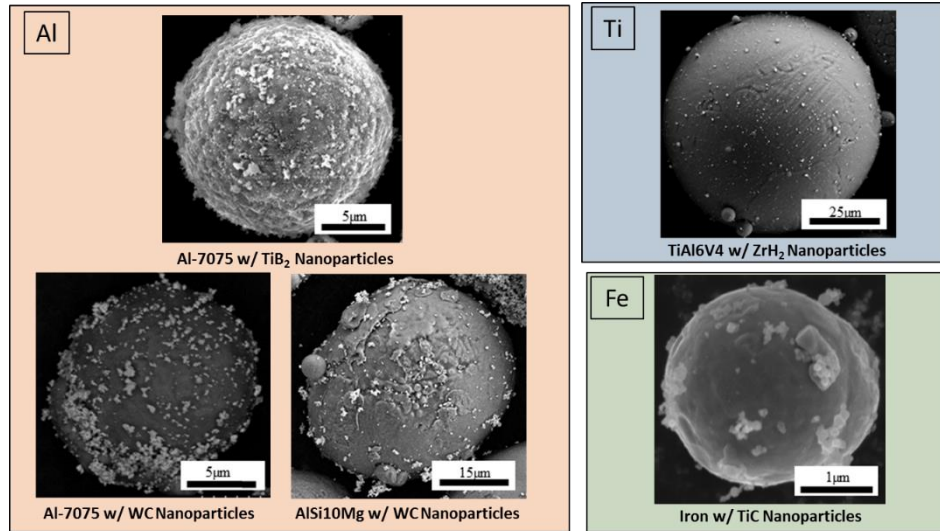 Al
5μm
Al-7075 w/ TiB₂ Nanoparticles
5μm
Al-7075 w/ WC Nanoparticles
15μm
AlSi10Mg w/ WC Nanoparticles
Ti
25μm
TiAl6V4 w/ ZrH₂ Nanoparticles
Fe
1μm
Iron w/ TiC Nanoparticles